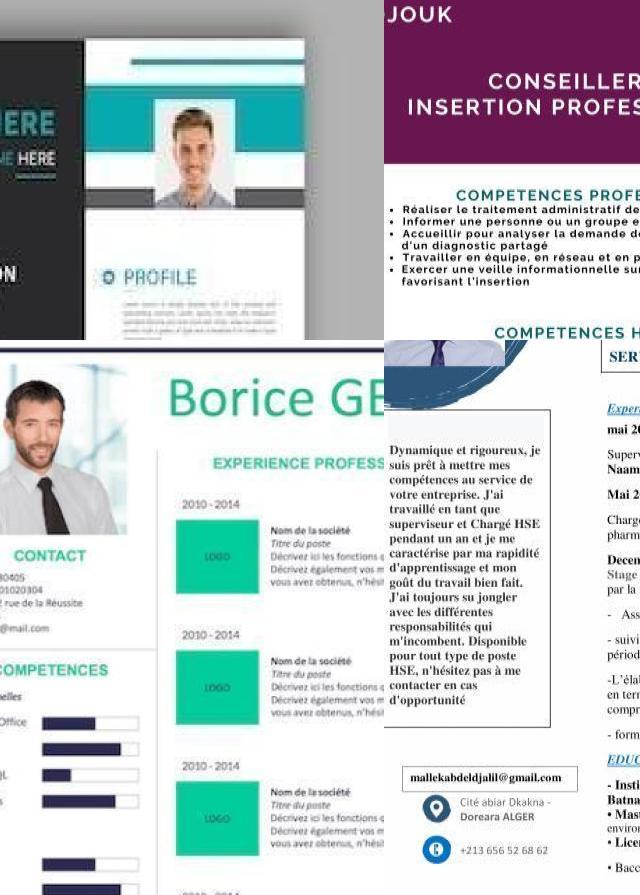 HERE
ME HERE
ON
PROFILE
JOUK
CONSEILLER
INSERTION PROFES
COMPETENCES PROFE
• Réaliser le traitement administratif de
• Informer une personne ou un groupe e
• Accueillir pour analyser la demande de
d'un diagnostic partagé
• Travailler en équipe, en réseau et en p
• Exercer une veille informationnelle su
favorisant l'insertion
COMPETENCES H
Borice GE
EXPERIENCE PROFESS
2010 - 2014
LOGO
Nom de la société
Titre du poste
Décrivez ici les fonctions
Décrivez également vos m
vous avez obtenus, n'hésit
2010 - 2014
LOGO
Nom de la société
Titre du poste
Décrivez ici les fonctions
Décrivez également vos m
vous avez obtenus, n'hésit
2010 - 2014
LOGO
Nom de la société
Titre du poste
Décrivez ici les fonctions
Décrivez également vos m
vous avez obtenus, n'hésit
CONTACT
30405
01020304
2 rue de la Réussite
@mail.com
COMPETENCES
nelles
Office
QL
s
SER
Expéri
mai 20
Superv
Naam
Mai 2
Charge
pharm
Decem
Stage
par la
- Ass
- suivi
périod
-L'éla
en terr
compr
- form
EDUC
- Insti
Batna
• Mas
enviror
• Licen
• Bacc
Dynamique et rigoureux, je
suis prêt à mettre mes
compétences au service de
votre entreprise. J'ai
travaillé en tant que
superviseur et Chargé HSE
pendant un an et je me
caractérise par ma rapidité
d'apprentissage et mon
goût du travail bien fait.
J'ai toujours su jongler
avec les différentes
responsabilités qui
m'incombent. Disponible
pour tout type de poste
HSE, n'hésitez pas à me
contacter en cas
d'opportunité
mallekabdeldjalil@gmail.com
Cité abiar Dkakna -
Doreara ALGER
+213 656 52 68 62